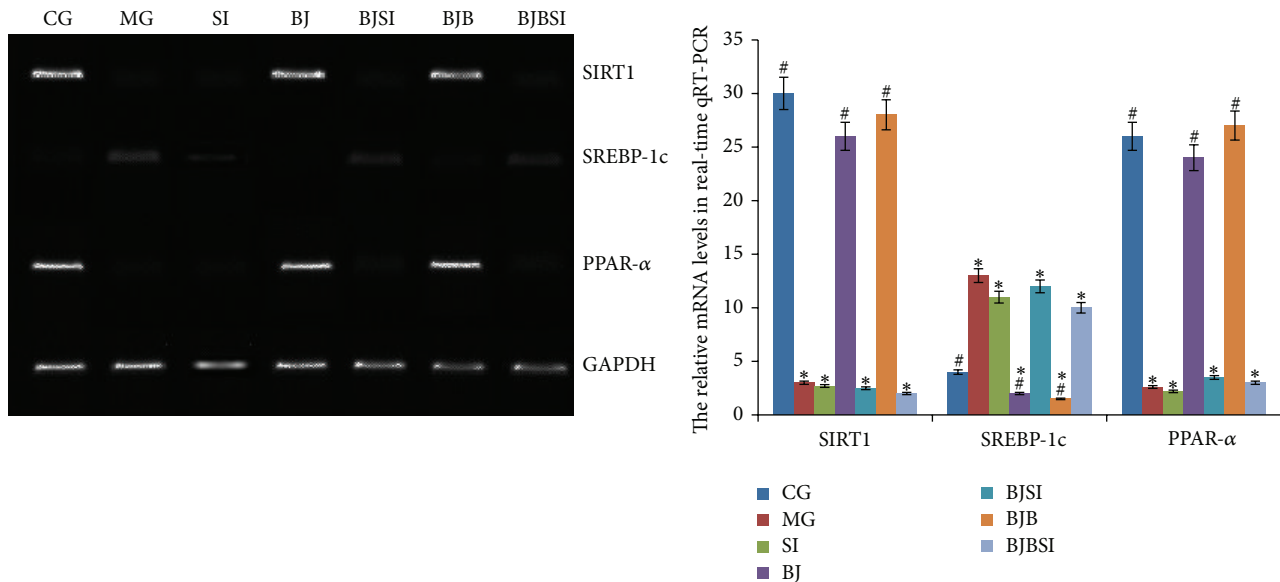 CG MG SI BJ BJSI BJB BJBSI
SIRT1
SREBP-1c
PPAR-α
GAPDH
The relative mRNA levels in real-time qRT-PCR
35
30
25
20
15
10
5
0
# # #
* * * *
# * * * # * * # *
# # #
* * * *
SIRT1 SREBP-1c PPAR-α
CG
MG
SI
BJ
BJSI
BJB
BJBSI